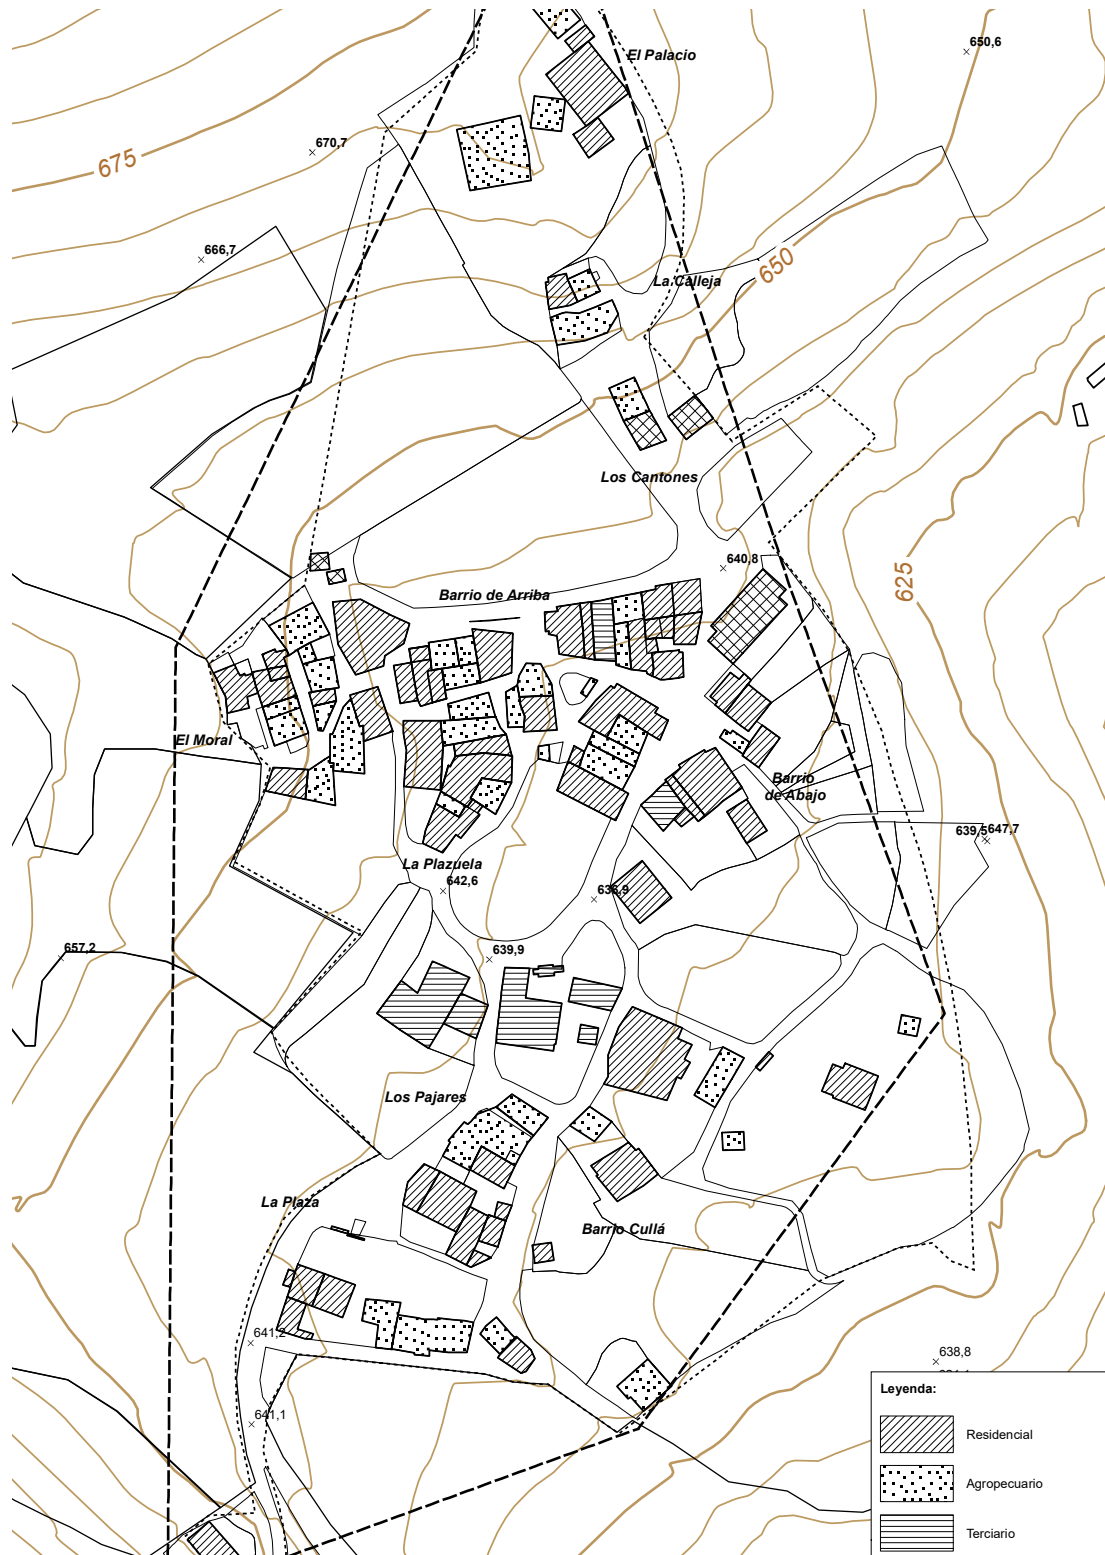 650,6
El Palacio
675
670,7
666,7
La Calleja
650
Los Cantones
640,8
625
Barrio de Arriba
El Moral
Barrio
de Abajo
639,5
647,7
La Plazuela
642,6
636,9
657,2
639,9
Los Pajares
La Plaza
Barrio Cullá
641,2
638,8
641,1
Leyenda:
Residencial
Agropecuario
Terciario